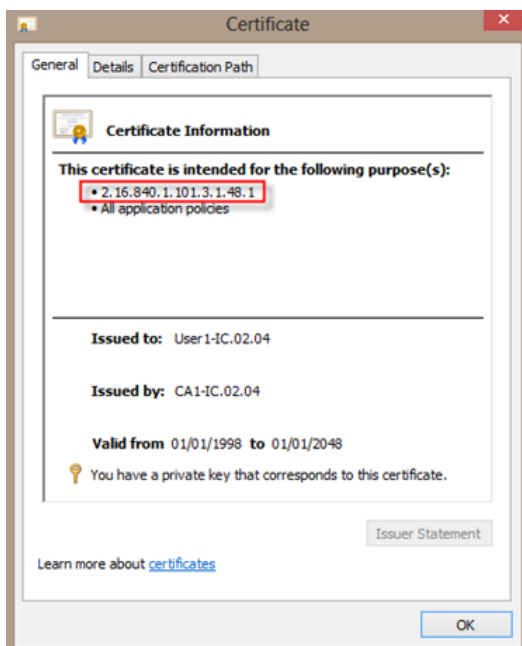 Certificate
General Details Certification Path
Certificate Information
This certificate is intended for the following purpose(s):
• 2.16.840.1.101.3.1.48.1
• All application policies
Issued to: User1-IC.02.04
Issued by: CA1-IC.02.04
Valid from 01/01/1998 to 01/01/2048
You have a private key that corresponds to this certificate.
Issuer Statement
Learn more about certificates
OK